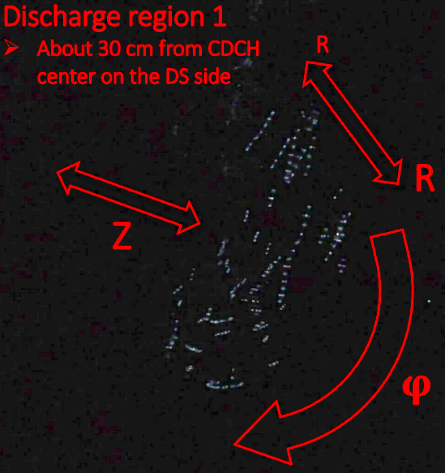 Discharge region 1
➢ About 30 cm from CDCH
center on the DS side
R
R
Z
φ